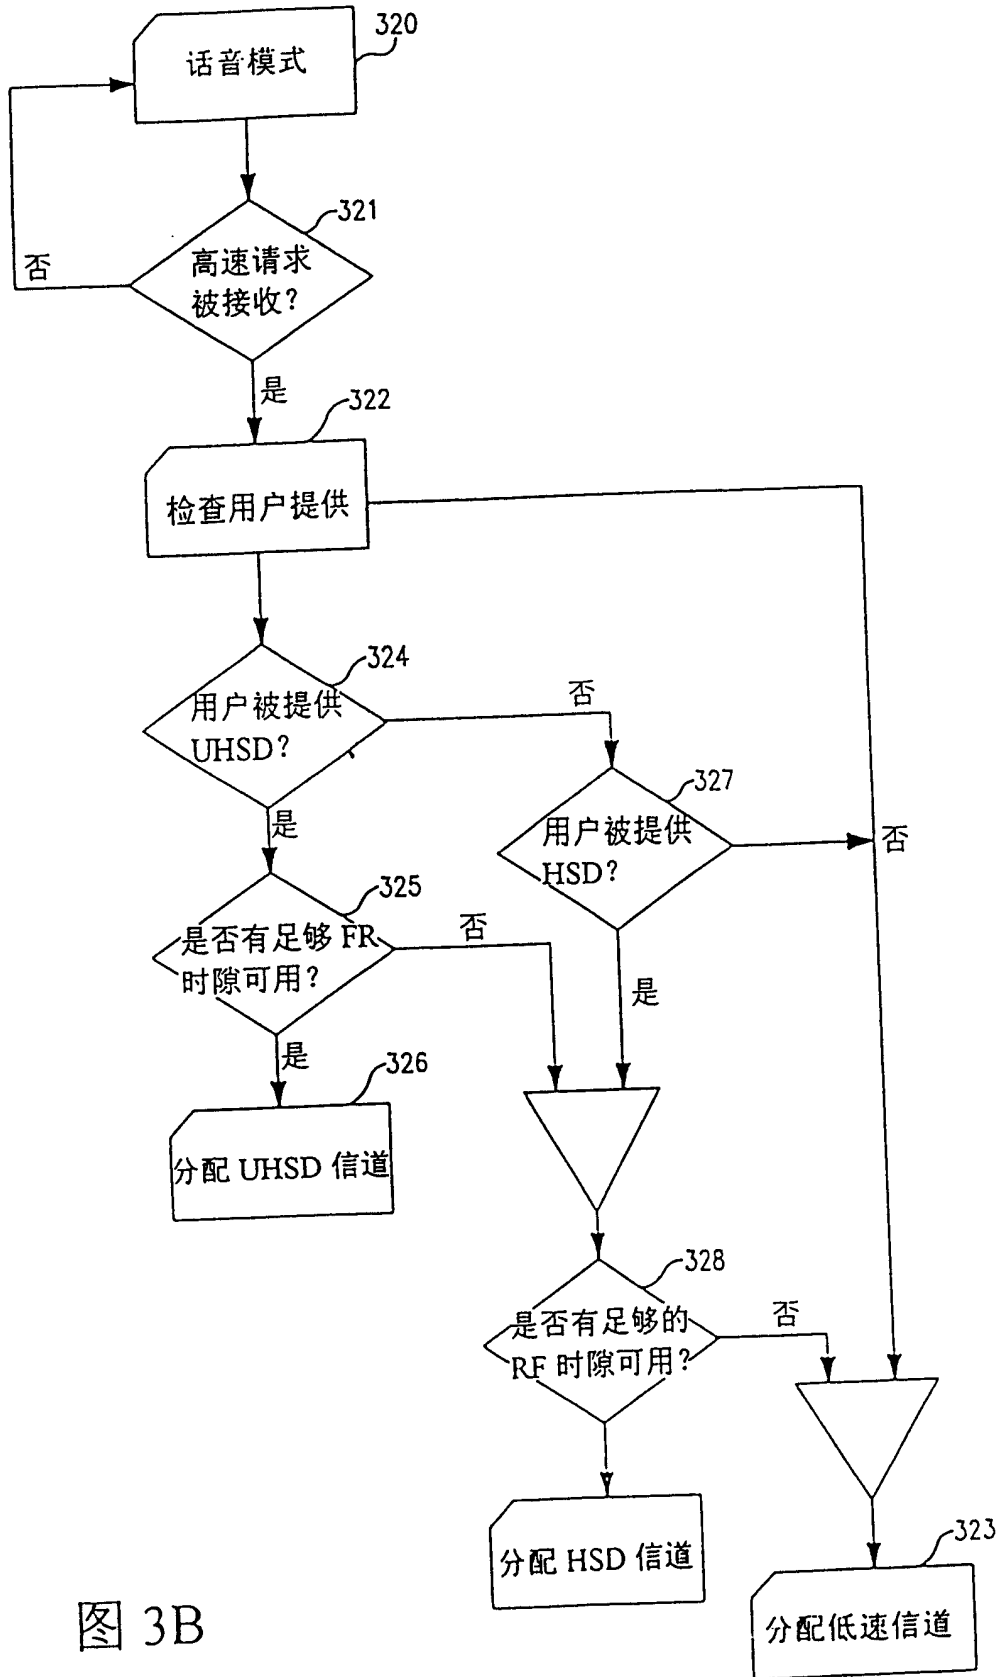 话音模式
320
321
高速请求
被接收?
否
是
322
检查用户提供
324
用户被提供
UHSD?
否
327
用户被提供
HSD?
否
是
325
是否有足够 FR
时隙可用?
否
是
是
326
分配 UHSD 信道
328
是否有足够的
RF 时隙可用?
否
分配 HSD 信道
323
分配低速信道
图 3B